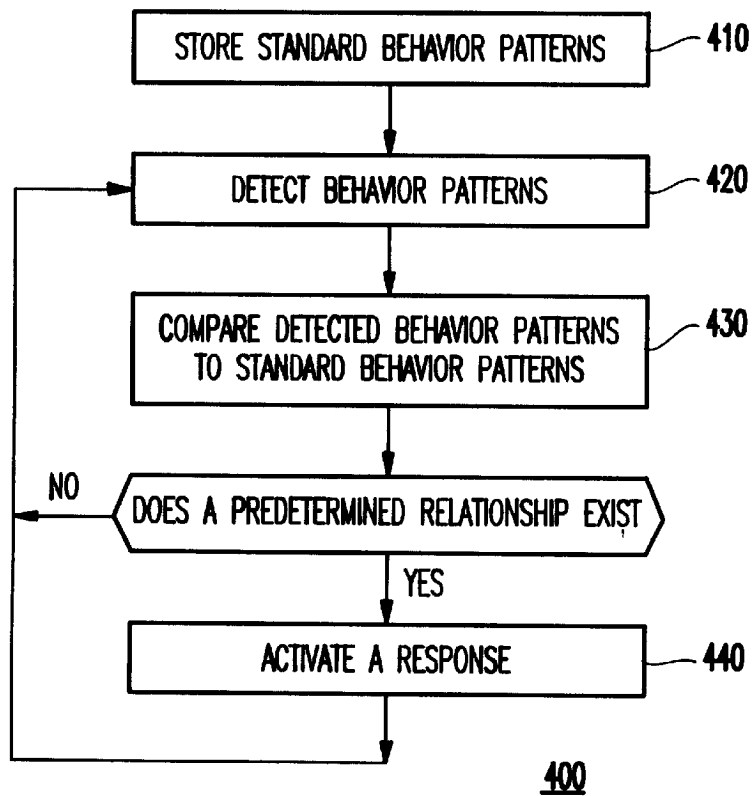 STORE STANDARD BEHAVIOR PATTERNS
410
DETECT BEHAVIOR PATTERNS
420
COMPARE DETECTED BEHAVIOR PATTERNS
TO STANDARD BEHAVIOR PATTERNS
430
NO
DOES A PREDETERMINED RELATIONSHIP EXIST
YES
ACTIVATE A RESPONSE
440
400